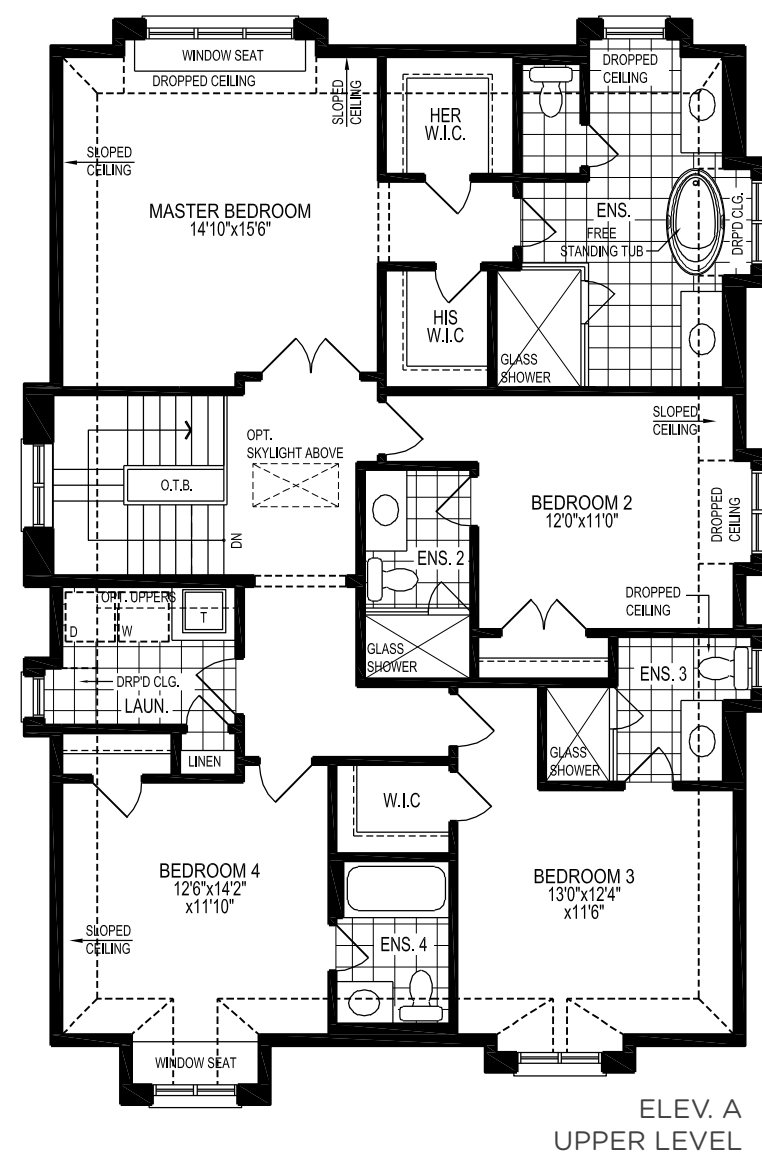 WINDOW SEAT
DROPPED CEILING
SLOPED
CEILING
DROPPED
CEILING
HER
W.I.C.
SLOPED
CEILING
MASTER BEDROOM
14'10"x15'6"
ENS.
FREE
STANDING TUB
DRP'D CLG.
HIS
W.I.C
GLASS
SHOWER
SLOPED
CEILING
OPT.
SKYLIGHT ABOVE
O.T.B.
DN
BEDROOM 2
12'0"x11'0"
DROPPED
CEILING
ENS. 2
DROPPED
CEILING
OPT. UPPERS
D
W
T
GLASS
SHOWER
DRP'D CLG.
LAUN.
ENS. 3
LINEN
GLASS
SHOWER
W.I.C
BEDROOM 4
12'6"x14'2"
x11'10"
BEDROOM 3
13'0"x12'4"
x11'6"
SLOPED
CEILING
ENS. 4
WINDOW SEAT
ELEV. A
UPPER LEVEL